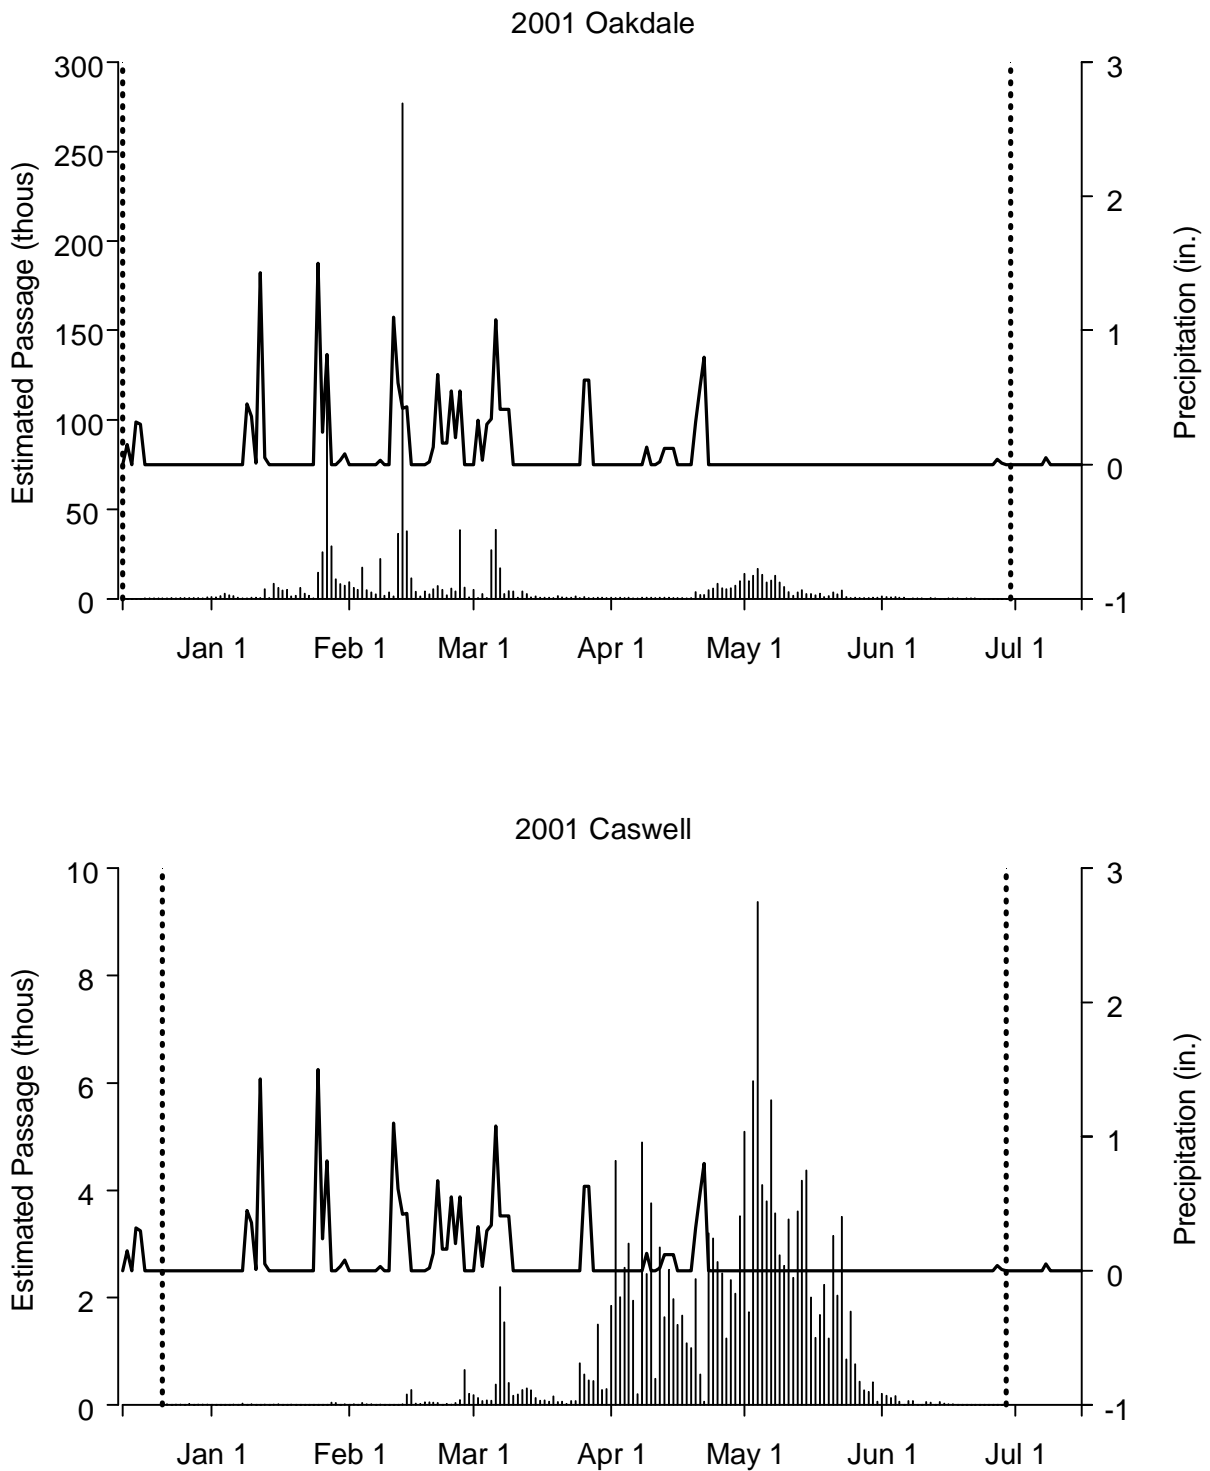 2001 Oakdale
300
250
200
150
100
50
0
Estimated Passage (thous)
3
2
1
0
-1
Precipitation (in.)
Jan 1 Feb 1 Mar 1 Apr 1 May 1 Jun 1 Jul 1
2001 Caswell
10
8
6
4
2
0
Estimated Passage (thous)
3
2
1
0
-1
Precipitation (in.)
Jan 1 Feb 1 Mar 1 Apr 1 May 1 Jun 1 Jul 1